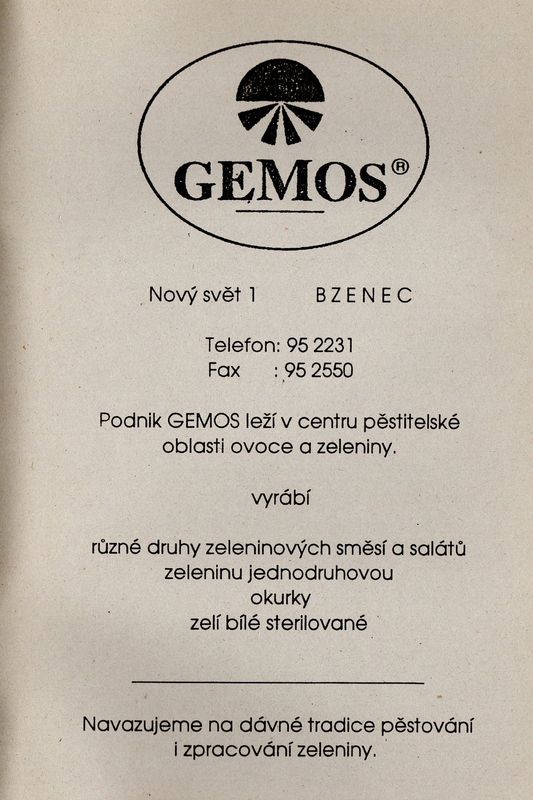 GEMOS®
Nový svět 1 BZENEC
Telefon: 95 2231
Fax : 95 2550
Podnik GEMOS leží v centru pěstitelské
oblasti ovoce a zeleniny.
vyrábí
různé druhy zeleninových směsí a salátů
zeleninu jednodruhovou
okurky
zelí bílé sterilované
Navazujeme na dávné tradice pěstování
i zpracování zeleniny.